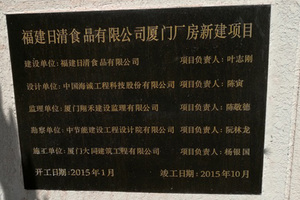 福建日清食品有限公司厦门厂房新建项目
建设单位：福建日清食品有限公司 项目负责人：叶志刚
设计单位：中国海诚工程科技股份有限公司 项目负责人：陈寅
监理单位：厦门翔禾建设监理有限公司 项目负责人：陈敬德
勘察单位：中节能建设工程设计院有限公司 项目负责人：阮林龙
施工单位：厦门大同建筑工程有限公司 项目负责人：杨银国
开工日期：2015年1月 竣工日期：2015年10月